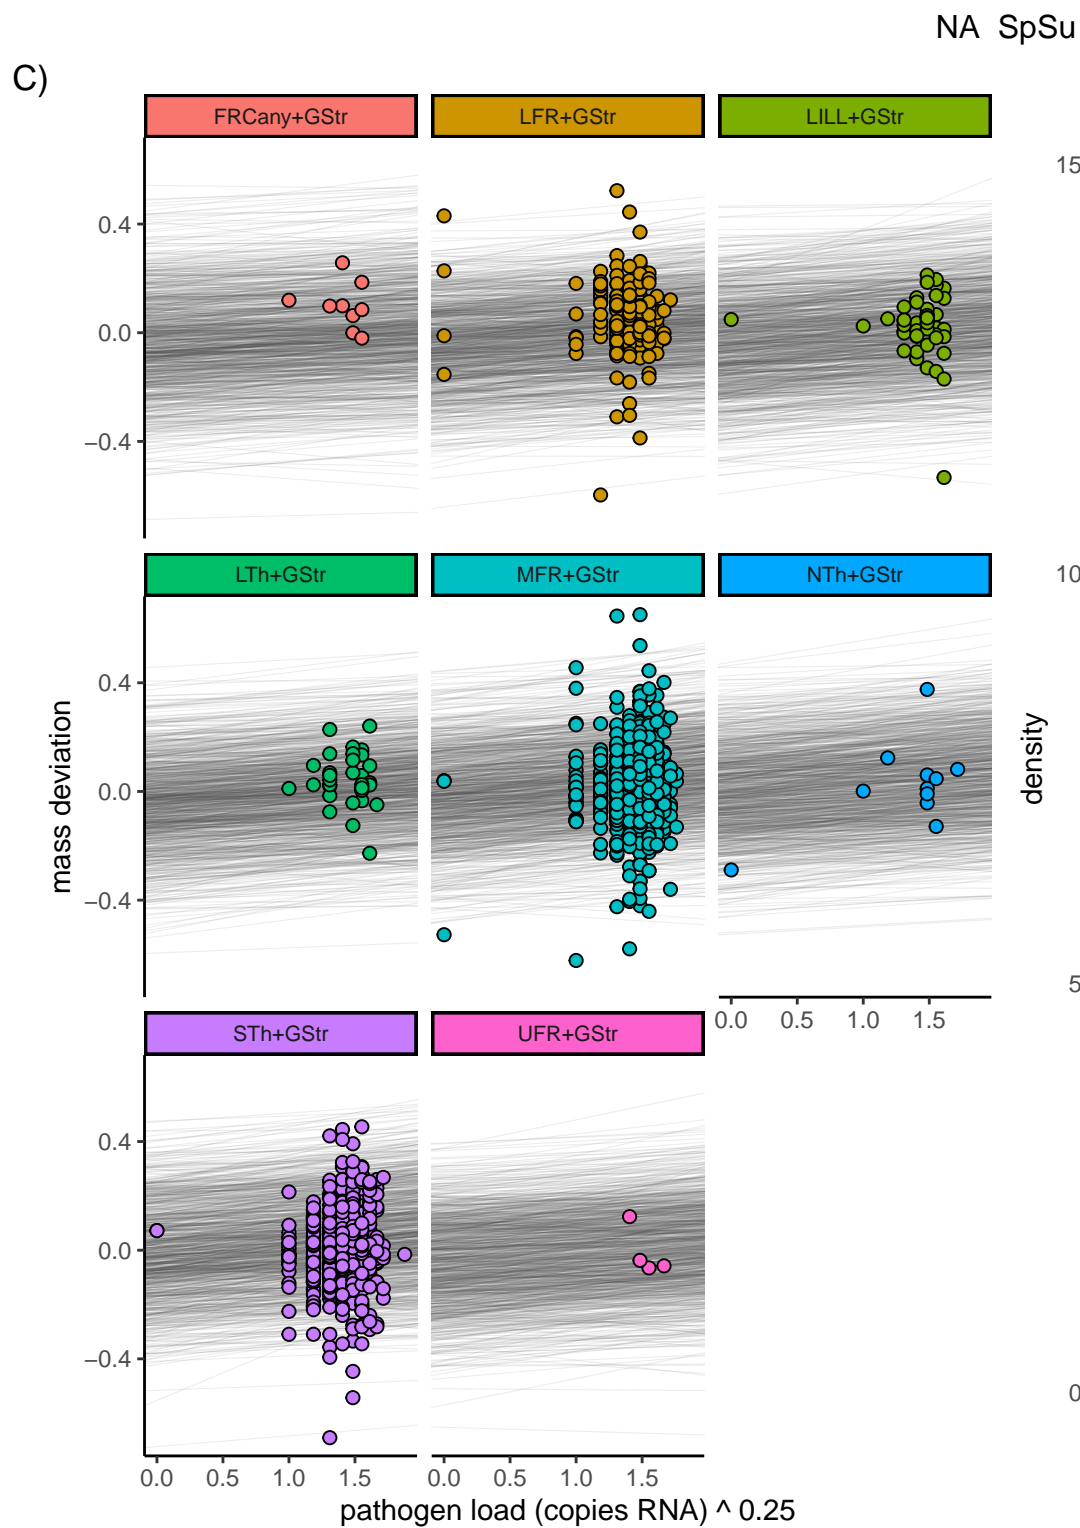 NA SpSu
C)
FRCany+GStr LFR+GStr LILL+GStr
15
0.4
0.0
−0.4
LTh+GStr MFR+GStr NTh+GStr
10
0.4
0.0
−0.4
mass deviation
density
5
0.0 0.5 1.0 1.5
STh+GStr UFR+GStr
0.4
0.0
−0.4
0
0.0 0.5 1.0 1.5 0.0 0.5 1.0 1.5
pathogen load (copies RNA) ^ 0.25